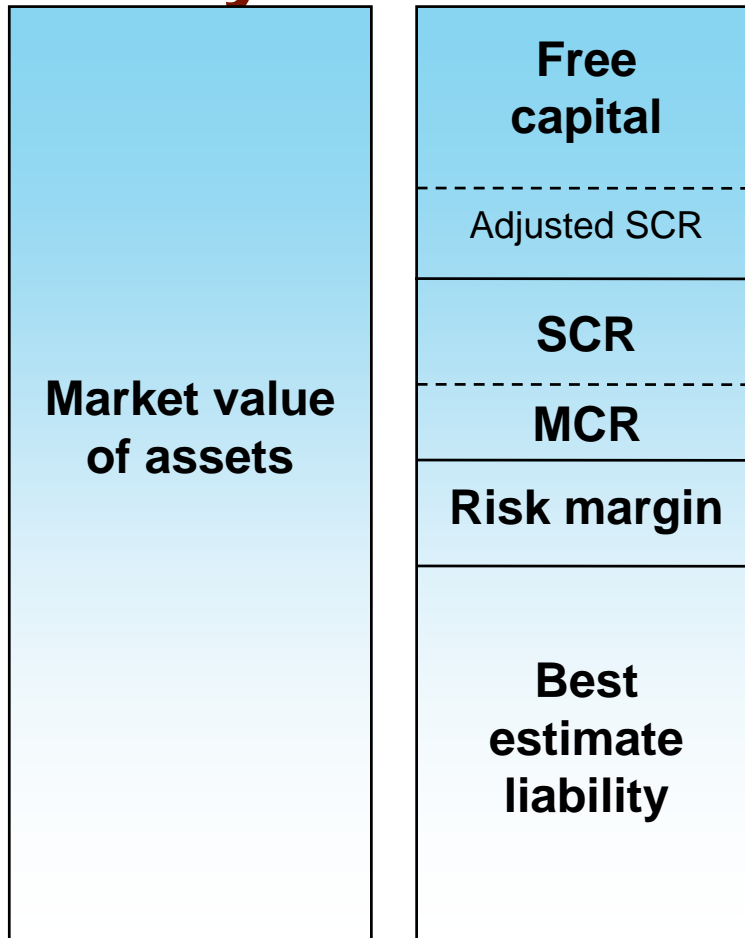 Market value
of assets
Free
capital
Adjusted SCR
SCR
MCR
Risk margin
Best
estimate
liability